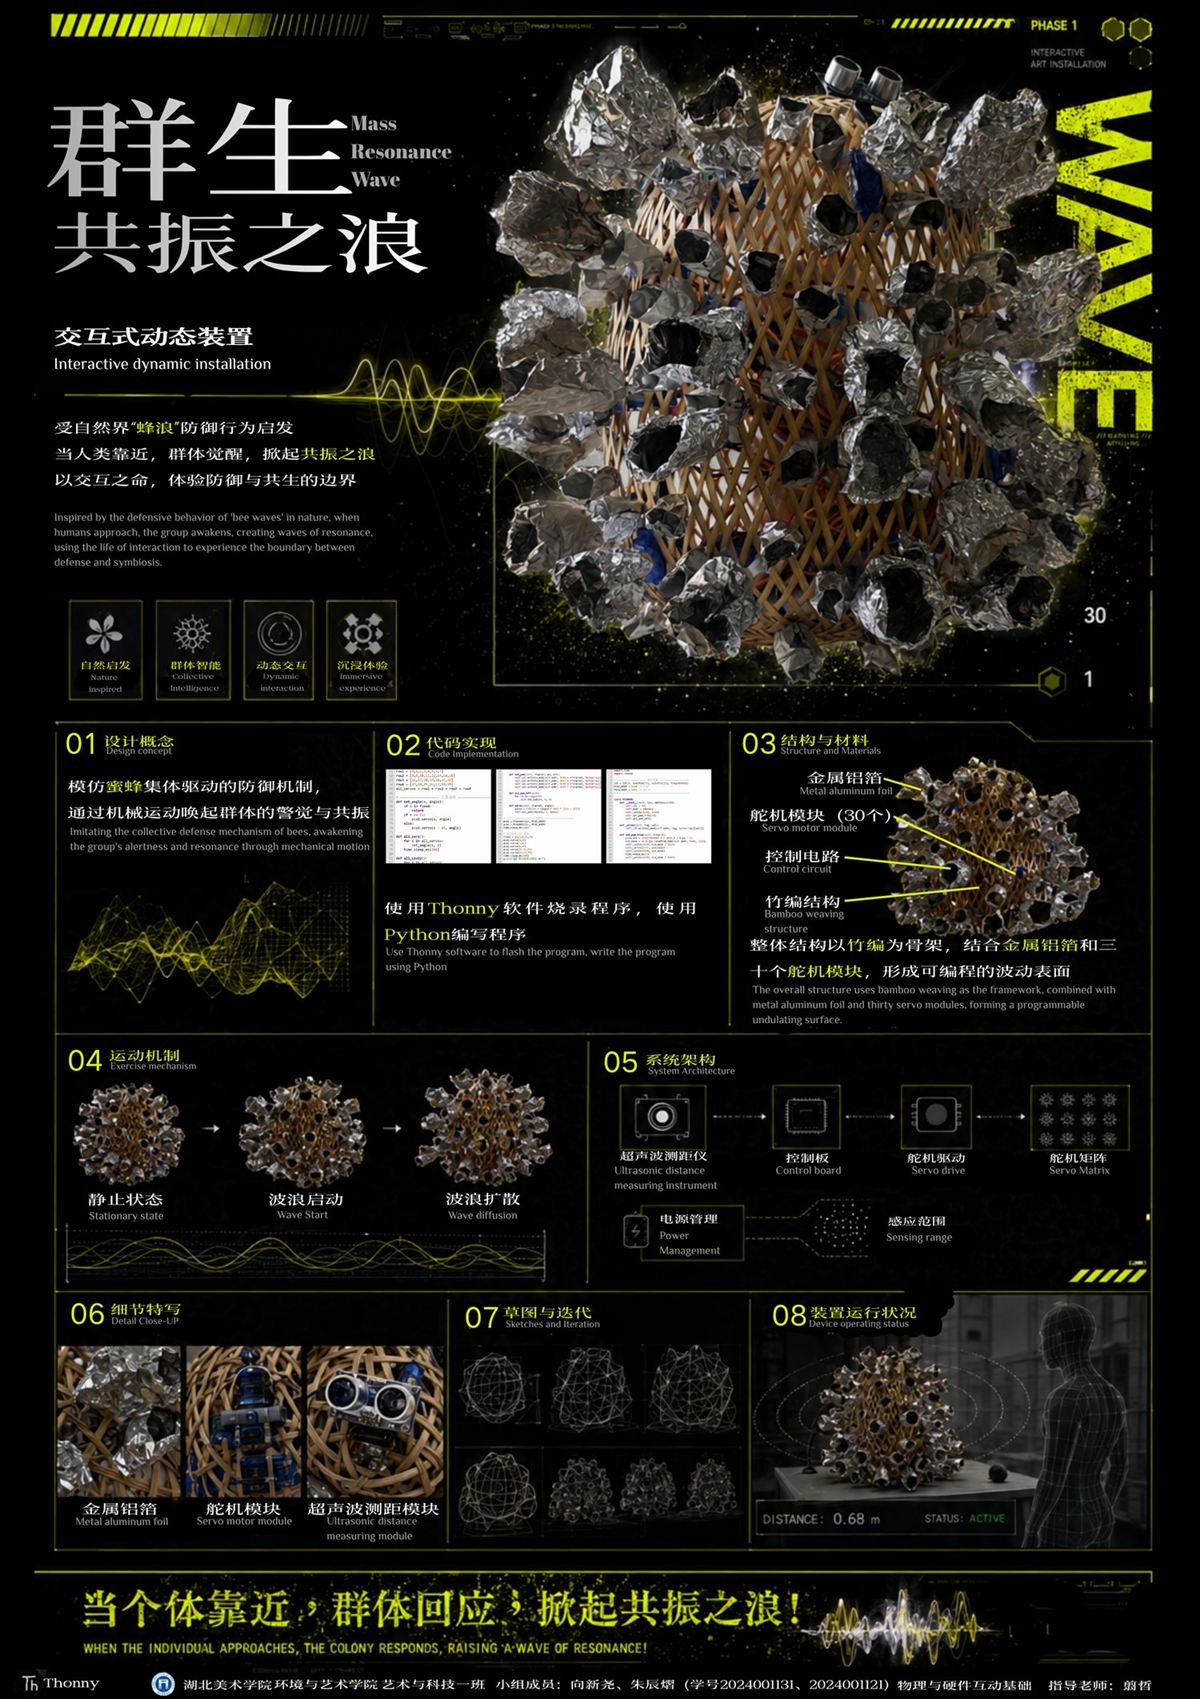 PHASE 1
INTERACTIVE
ART INSTALLATION
WAVE
群生
Mass
Resonance
Wave
共振之浪
交互式动态装置
Interactive dynamic installation
受自然界“蜂浪”防御行为启发
当人类靠近，群体觉醒，掀起共振之浪
以交互之命，体验防御与共生的边界
Inspired by the defensive behavior of 'bee waves' in nature, when
humans approach, the group awakens, creating waves of resonance,
using the life of interaction to experience the boundary between
defense and symbiosis.
自然启发
Nature
inspired
群体智能
Collective
Intelligence
动态交互
Dynamic
interaction
沉浸体验
Immersive
experience
30
1
01 设计概念
Design concept
模仿蜜蜂集体驱动的防御机制，
通过机械运动唤起群体的警觉与共振
Imitating the collective defense mechanism of bees, awakening
the group's alertness and resonance through mechanical motion
02 代码实现
Code Implementation
使用Thonny软件烧录程序，使用
Python编写程序
Use Thonny software to flash the program, write the program
using Python
03 结构与材料
Structure and Materials
金属铝箔
Metal aluminum foil
舵机模块（30个）
Servo motor module
控制电路
Control circuit
竹编结构
Bamboo weaving
structure
整体结构以竹编为骨架，结合金属铝箔和三
十个舵机模块，形成可编程的波动表面
The overall structure uses bamboo weaving as the framework, combined with
metal aluminum foil and thirty servo modules, forming a programmable
undulating surface.
04 运动机制
Exercise mechanism
静止状态
Stationary state
波浪启动
Wave Start
波浪扩散
Wave diffusion
05 系统架构
System Architecture
超声波测距仪
Ultrasonic distance
measuring instrument
控制板
Control board
舵机驱动
Servo drive
舵机矩阵
Servo Matrix
电源管理
Power
Management
感应范围
Sensing range
06 细节特写
Detail Close-UP
金属铝箔
Metal aluminum foil
舵机模块
Servo motor module
超声波测距模块
Ultrasonic distance
measuring module
07 草图与迭代
Sketches and Iteration
08 装置运行状况
Device operating status
DISTANCE: 0.68 m
STATUS: ACTIVE
当个体靠近，群体回应，掀起共振之浪！
WHEN THE INDIVIDUAL APPROACHES, THE COLONY RESPONDS, RAISING A WAVE OF RESONANCE!
Th Thonny
湖北美术学院环境与艺术学院 艺术与科技一班 小组成员：向新尧、朱辰熠（学号2024001131、2024001121）物理与硬件互动基础 指导老师：翦哲